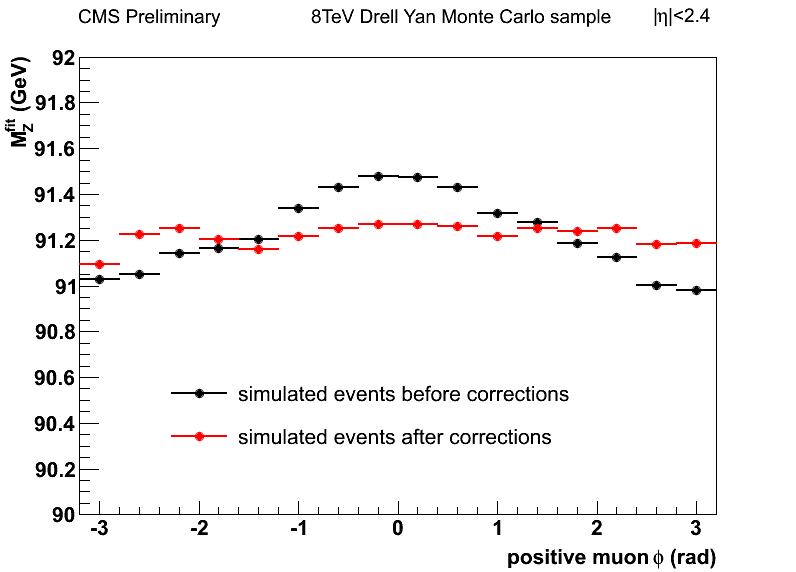 CMS Preliminary 8TeV Drell Yan Monte Carlo sample |η|<2.4
M_Z^fit (GeV)
92
91.8
91.6
91.4
91.2
91
90.8
90.6
90.4
90.2
90
simulated events before corrections
simulated events after corrections
-3 -2 -1 0 1 2 3
positive muon ϕ (rad)